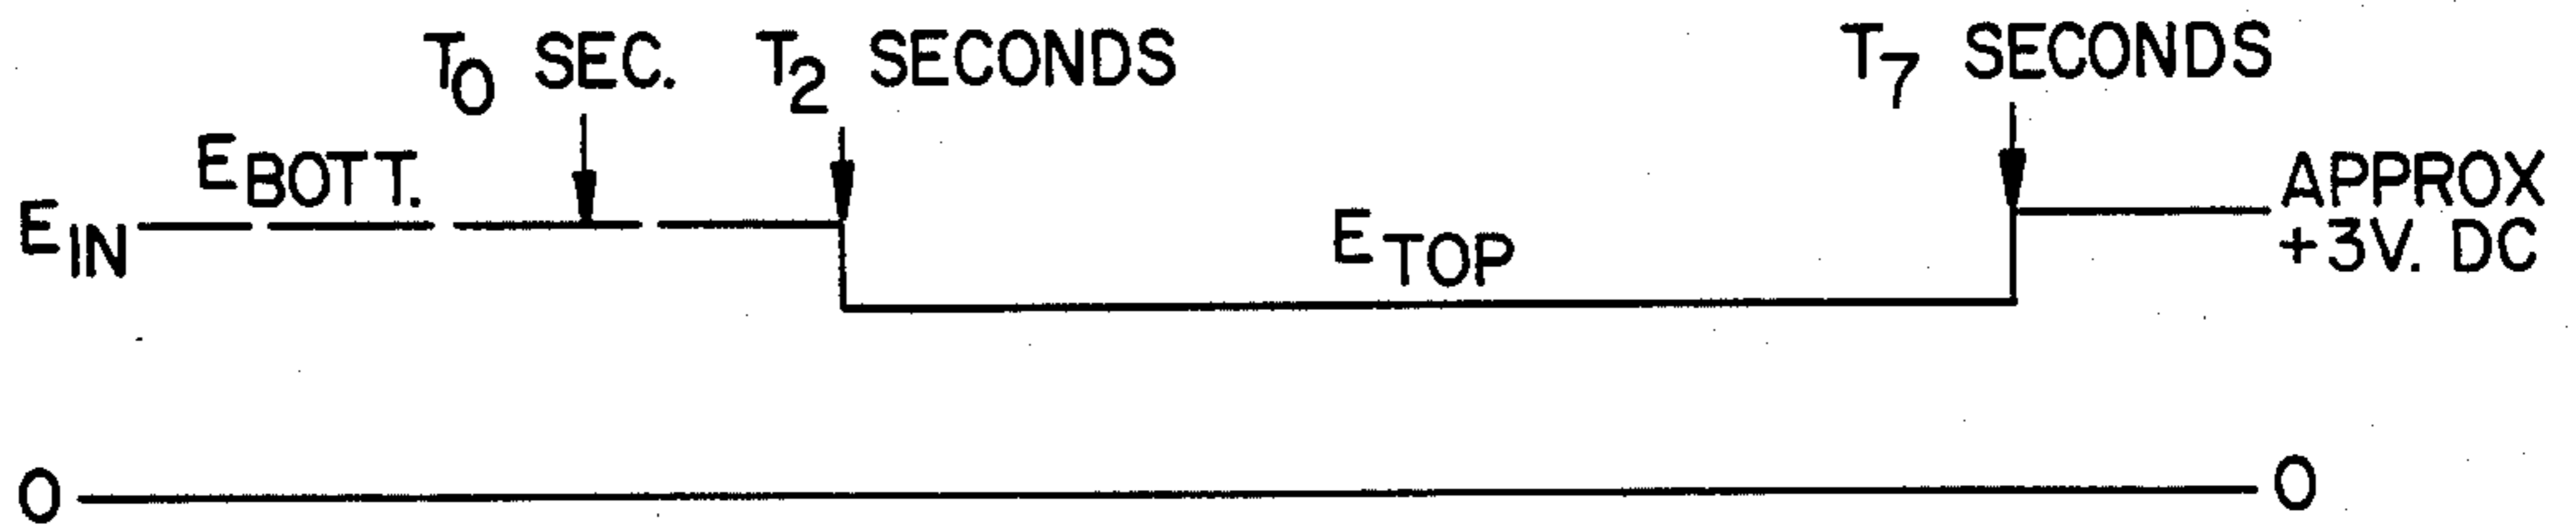 T0 SEC.
T2 SECONDS
T7 SECONDS
EBOTT.
EIN
ETOP
APPROX
+3V. DC
0
0